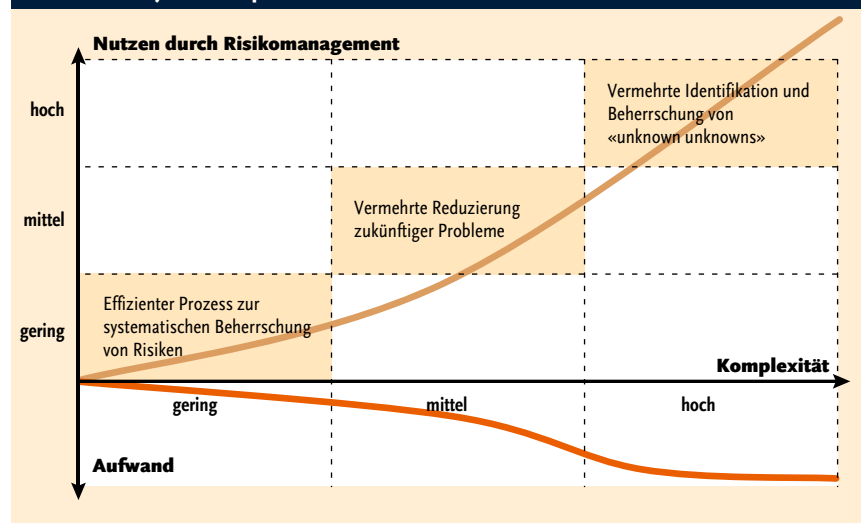 Nutzen durch Risikomanagement
hoch
Vermehrte Identifikation und
Beherrschung von
«unknown unknowns»
mittel
Vermehrte Reduzierung
zukünftiger Probleme
gering
Effizienter Prozess zur
systematischen Beherrschung
von Risiken
Komplexität
gering
mittel
hoch
Aufwand